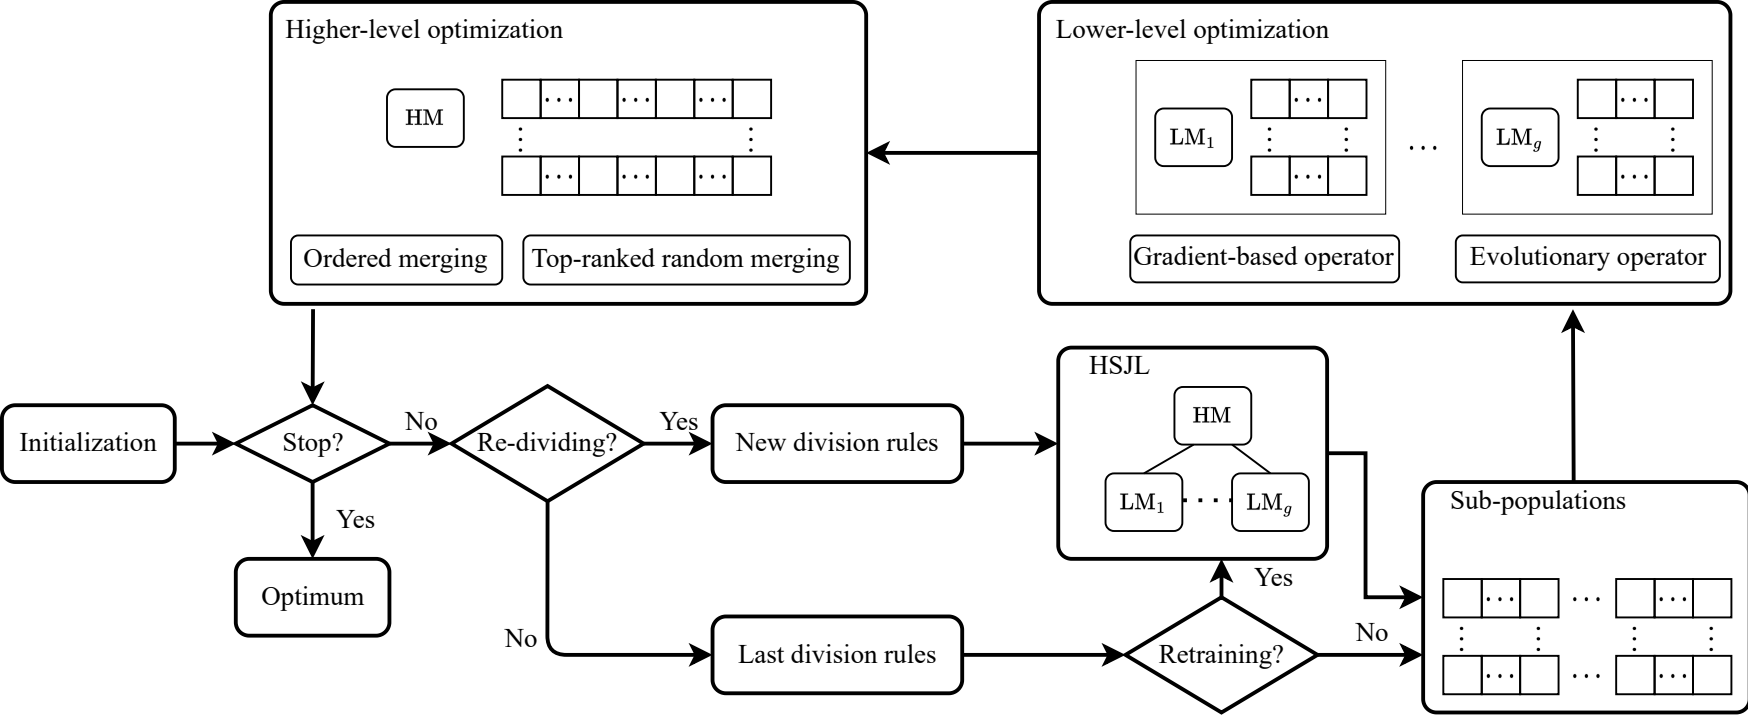 Higher-level optimization
HM
Ordered merging
Top-ranked random merging
Lower-level optimization
LM1
LMg
Gradient-based operator
Evolutionary operator
Initialization
Stop?
No
Re-dividing?
Yes
New division rules
HSJL
HM
LM1
LMg
Yes
Optimum
No
Last division rules
Retraining?
Yes
No
Sub-populations